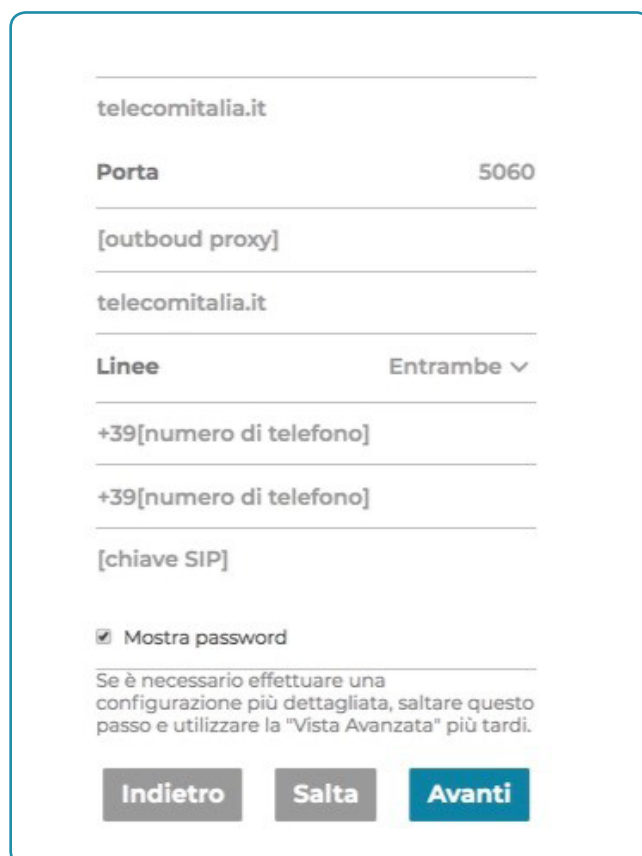 telecomitalia.it
Porta 5060
[outboud proxy]
telecomitalia.it
Linee Entrambe
+39[numero di telefono]
+39[numero di telefono]
[chiave SIP]
Mostra password
Se è necessario effettuare una
configurazione più dettagliata, saltare questo
passo e utilizzare la "Vista Avanzata" più tardi.
Indietro Salta Avanti